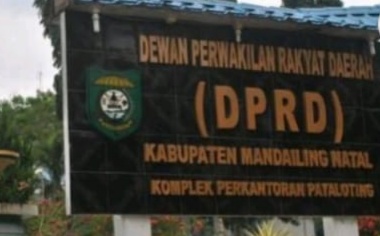 DEWAN PERWAKILAN RAKYAT DAERAH
(DPRD)
KABUPATEN MANDAILING NATAL
KOMPLEK PERKANTORAN PAYALOTING